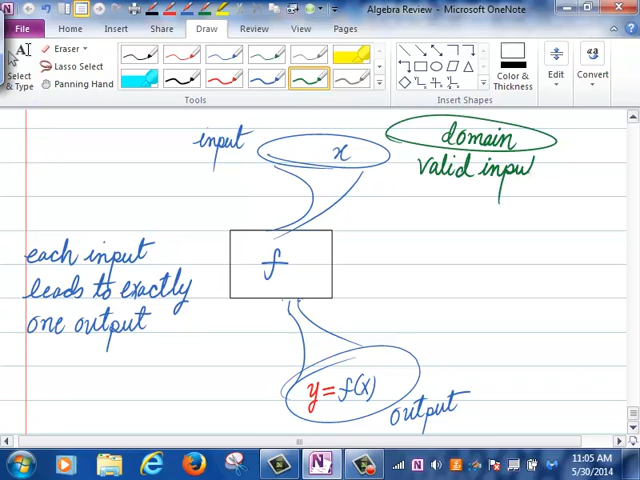 Algebra Review - Microsoft OneNote
File
Home
Insert
Share
Draw
Review
View
Pages
A
Select
& Type
Eraser
Lasso Select
Panning Hand
Tools
Insert Shapes
Color &
Thickness
Edit
Convert
input
x
domain
valid inpu
f
each input
leads to exactly
one output
y = f(x)
output
11:05 AM
5/30/2014